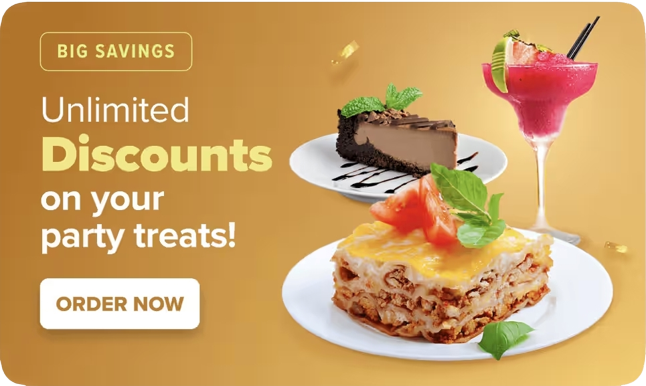 BIG SAVINGS
Unlimited
Discounts
on your
party treats!
ORDER NOW